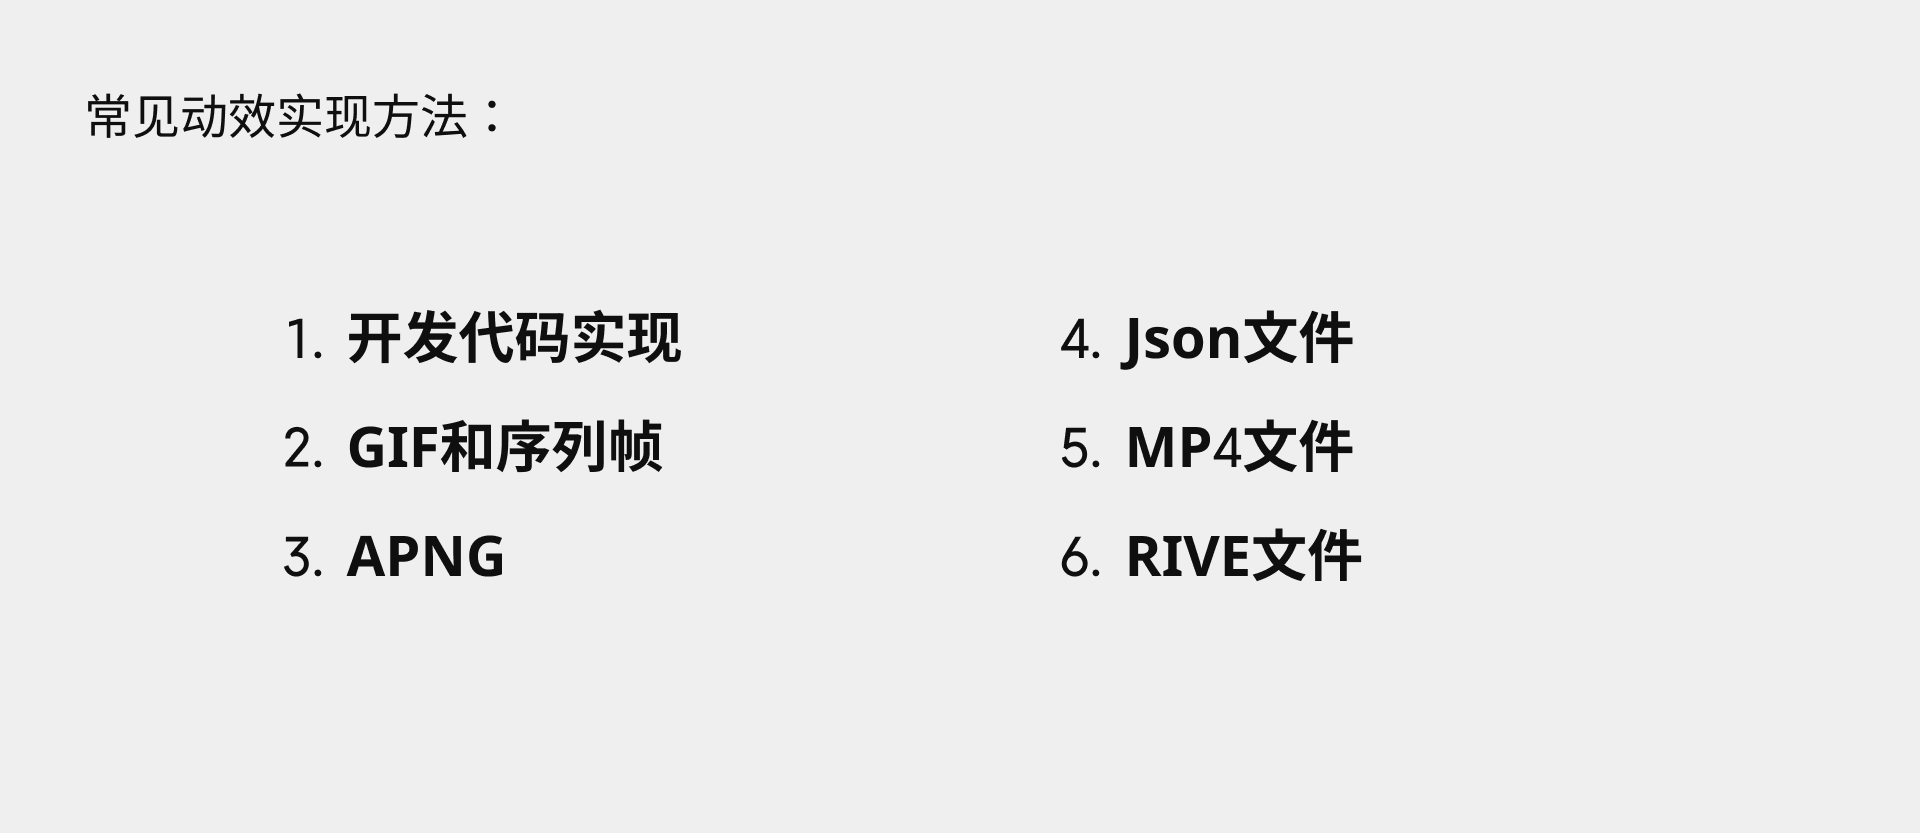 常见动效实现方法：
1. 开发代码实现
2. GIF和序列帧
3. APNG
4. Json文件
5. MP4文件
6. RIVE文件